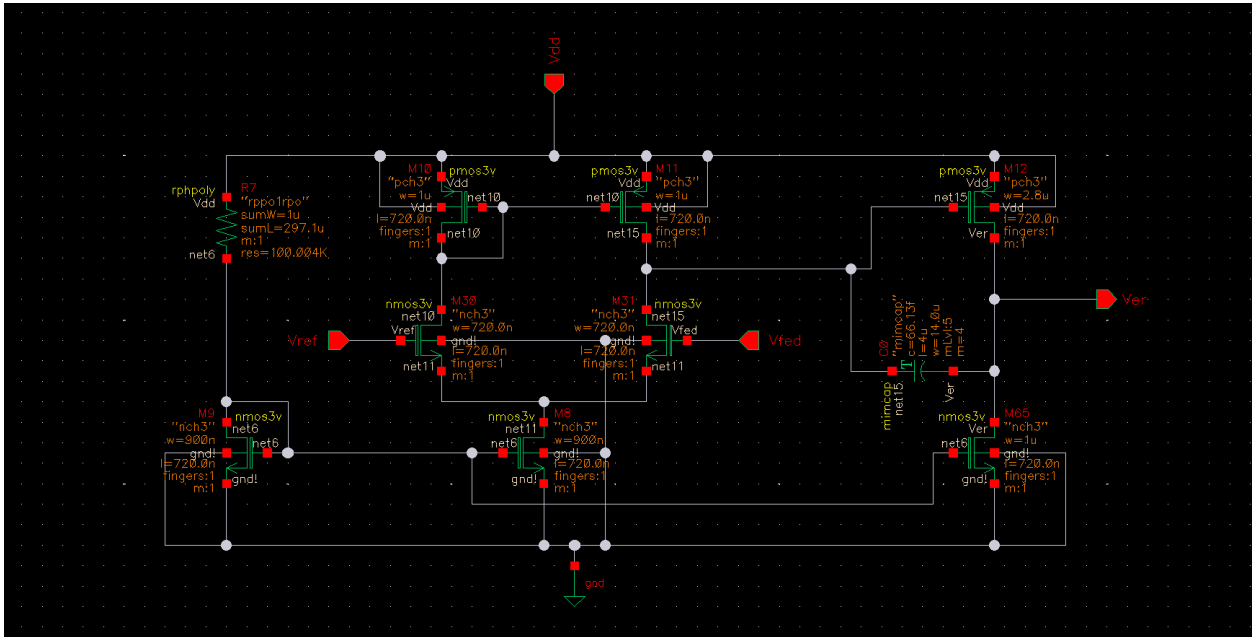 Vdd
R7
rphpoly
Vdd
"rppo1rpo"
sumW=1u
sumL=297.1u
m:1
res=100.004K
net6
M10
pmos3v
"pch3"
Vdd
w=1u
net10
Vdd
l=720.0n
fingers:1
net10
m:1
M11
pmos3v
"pch3"
Vdd
w=1u
net10
Vdd
l=720.0n
fingers:1
net15
m:1
M12
pmos3v
"pch3"
Vdd
w=2.8u
net15
Vdd
l=720.0n
fingers:1
Ver
m:1
M30
nmos3v
net10
"nch3"
w=720.0n
Vref
Vref
gnd!
l=720.0n
fingers:1
net11
m:1
M31
nmos3v
net15
"nch3"
w=720.0n
Vfed
Vfed
gnd!
l=720.0n
fingers:1
net11
m:1
Ver
C0
"mimcap"
c=66.13f
l=4u
w=14.0u
mLvl:5
m=4
T
mimcap
net15
Ver
M9
nmos3v
"nch3"
net6
w=900n
net6
gnd!
l=720.0n
fingers:1
gnd!
m:1
M8
nmos3v
"nch3"
net11
w=900n
net6
gnd!
l=720.0n
fingers:1
gnd!
m:1
M65
nmos3v
"nch3"
Ver
w=1u
net6
gnd!
l=720.0n
fingers:1
gnd!
m:1
gnd